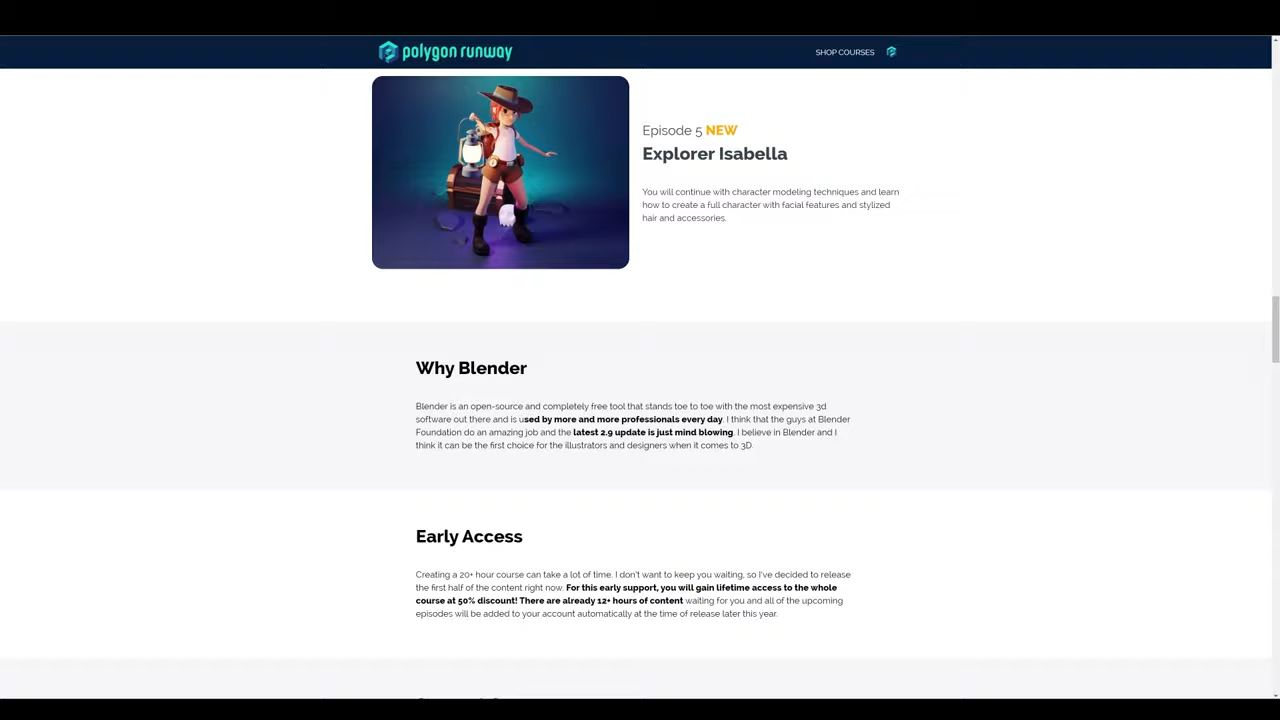 polygon runway
SHOP COURSES
Episode 5 NEW
Explorer Isabella
You will continue with character modeling techniques and learn
how to create a full character with facial features and stylized
hair and accessories.
Why Blender
Blender is an open-source and completely free tool that stands toe to toe with the most expensive 3d
software out there and is used by more and more professionals every day. I think that the guys at Blender
Foundation do an amazing job and the latest 2.9 update is just mind blowing. I believe in Blender and I
think it can be the first choice for the illustrators and designers when it comes to 3D.
Early Access
Creating a 20+ hour course can take a lot of time. I don't want to keep you waiting, so I've decided to release
the first half of the content right now. For this early support, you will gain lifetime access to the whole
course at 50% discount! There are already 12+ hours of content waiting for you and all of the upcoming
episodes will be added to your account automatically at the time of release later this year.